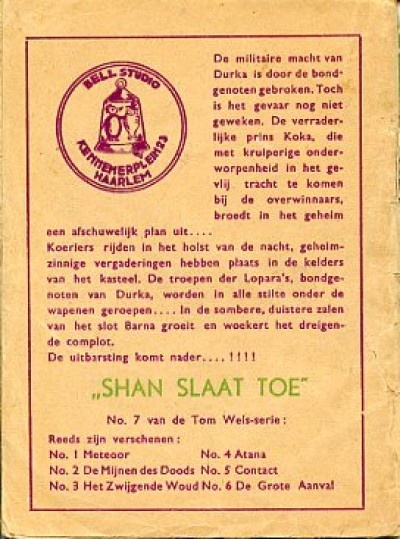 BELL STUDIO
KENNEMERPLEIN 23
HAARLEM
De militaire macht van
Durka is door de bond-
genoten gebroken. Toch
is het gevaar nog niet
geweken. De verrader-
lijke prins Koka, die
met kruiperige onder-
worpenheid in het ge-
vlij tracht te komen
bij de overwinnaars,
broedt in het geheim
een afschuwelijk plan uit....
Koeriers rijden in het holst van de nacht, geheim-
zinnige vergaderingen hebben plaats in de kelders
van het kasteel. De troepen der Lopara's, bondge-
noten van Durka, worden in alle stilte onder de
wapenen geroepen.... In de sombere, duistere zalen
van het slot Barna groeit en woekert het dreigen-
de complot.
De uitbarsting komt nader....!!!!
„SHAN SLAAT TOE"
No. 7 van de Tom Wels-serie:
Reeds zijn verschenen:
No. 1 Meteoor No. 4 Atana
No. 2 De Mijnen des Doods No. 5 Contact
No. 3 Het Zwijgende Woud No. 6 De Grote Aanval